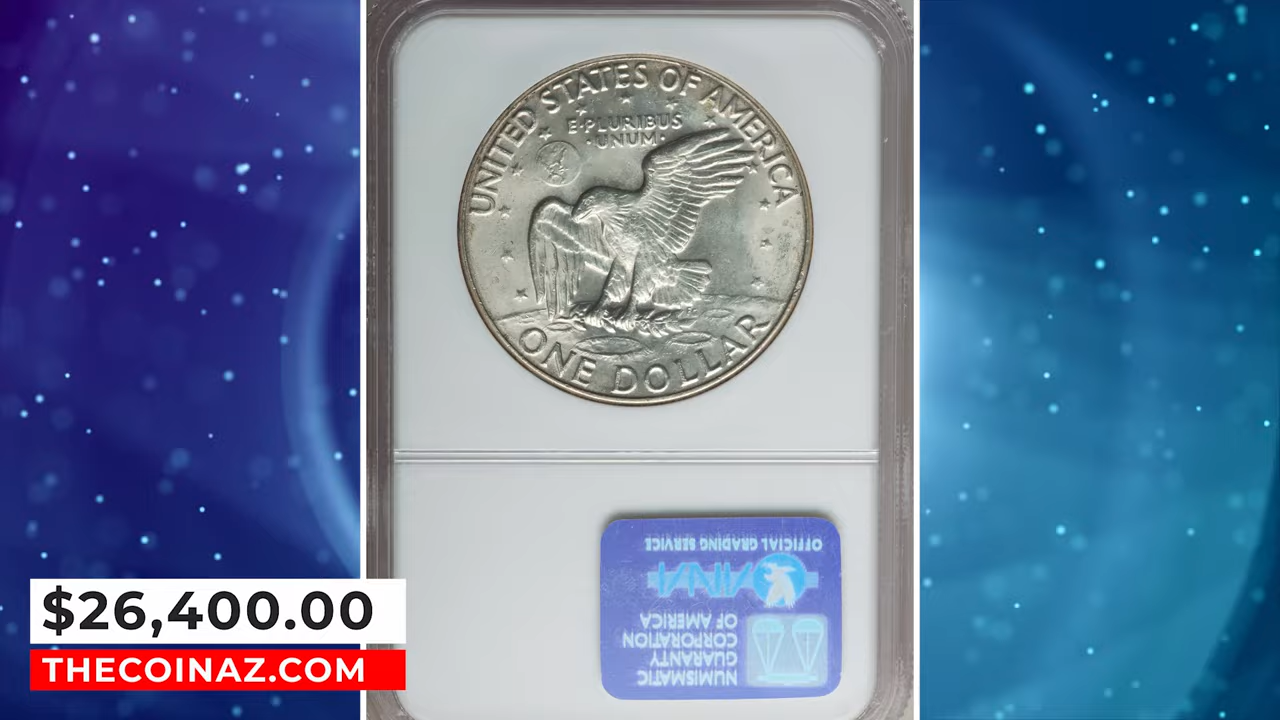 UNITED STATES OF AMERICA
E·PLURIBUS
·UNUM·
ONE DOLLAR
OFFICIAL GRADING SERVICE
ANA
NUMISMATIC
GUARANTY
CORPORATION
OF AMERICA
$26,400.00
THECOINAZ.COM